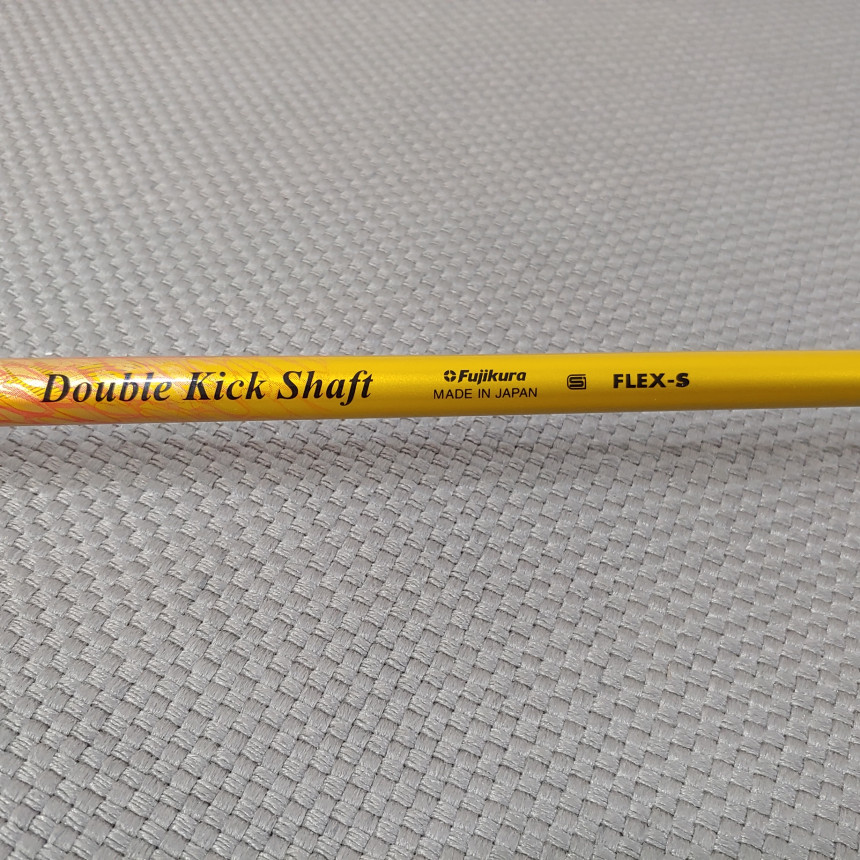 Double Kick Shaft
Fujikura
MADE IN JAPAN
S
FLEX-S